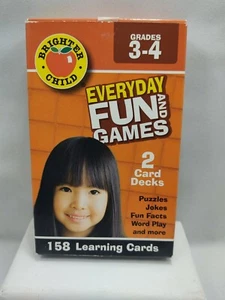 BRIGHTER
CHILD
GRADES
3-4
EVERYDAY
FUN AND
GAMES
2
Card
Decks
Puzzles
Jokes
Fun Facts
Word Play
and more
158 Learning Cards